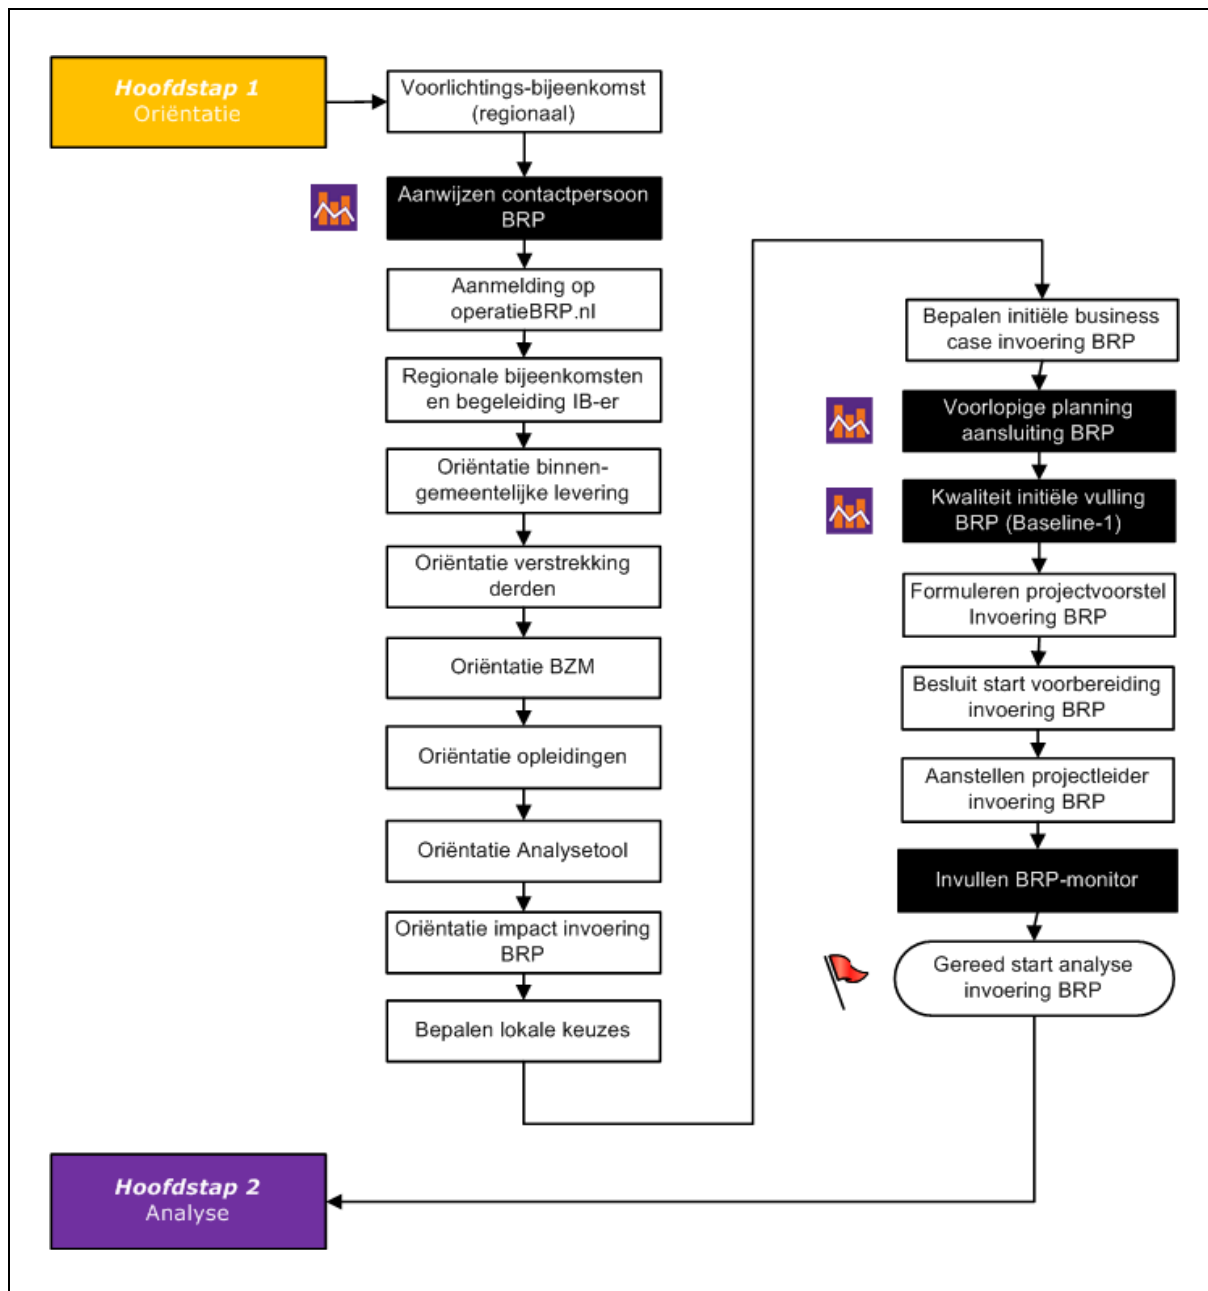 Hoofdstap 1
Oriëntatie
Voorlichtings-bijeenkomst
(regionaal)
Aanwijzen contactpersoon
BRP
Aanmelding op
operatieBRP.nl
Regionale bijeenkomsten
en begeleiding IB-er
Oriëntatie binnen-
gemeentelijke levering
Oriëntatie verstrekking
derden
Oriëntatie BZM
Oriëntatie opleidingen
Oriëntatie Analysetool
Oriëntatie impact invoering
BRP
Bepalen lokale keuzes
Bepalen initiële business
case invoering BRP
Voorlopige planning
aansluiting BRP
Kwaliteit initiële vulling
BRP (Baseline-1)
Formuleren projectvoorstel
Invoering BRP
Besluit start voorbereiding
invoering BRP
Aanstellen projectleider
invoering BRP
Invullen BRP-monitor
Gereed start analyse
invoering BRP
Hoofdstap 2
Analyse